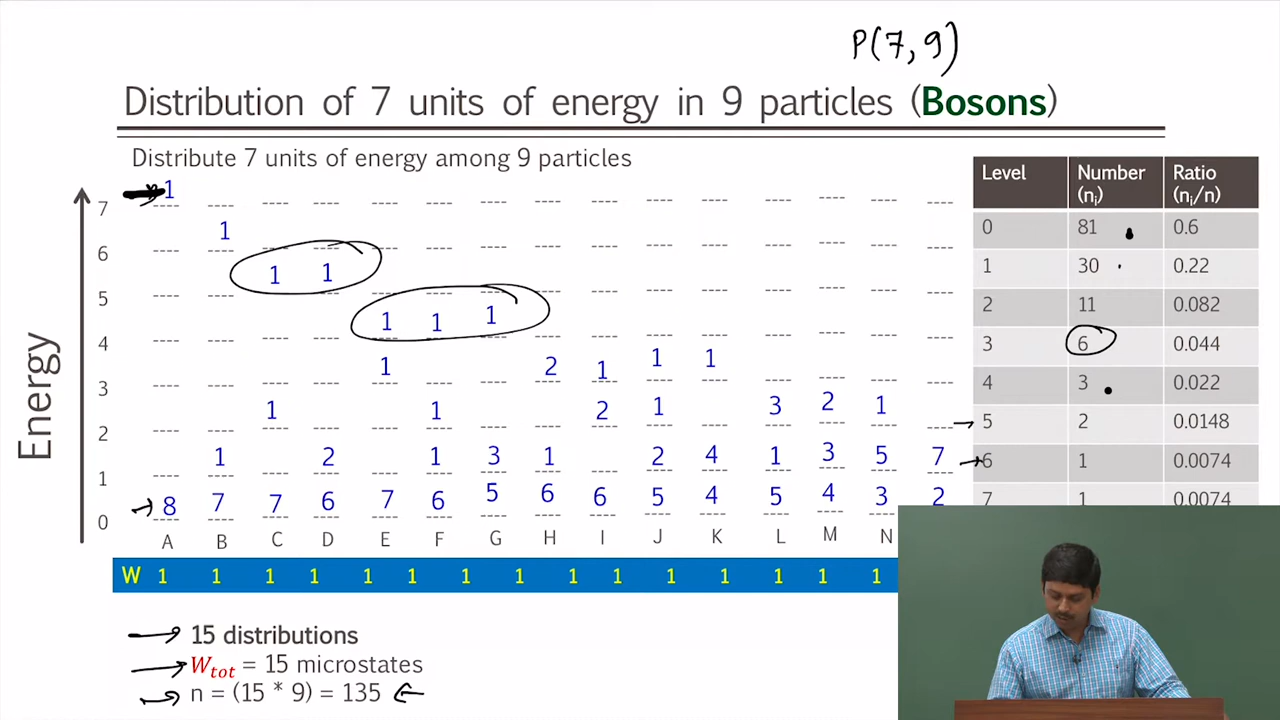 P(7,9)
Distribution of 7 units of energy in 9 particles (Bosons)
Distribute 7 units of energy among 9 particles
Energy
7 1
6 1
5 1 1
4 1 1 1
3 1 2 1 1 1
2 1 1 2 1 3 2 1
1 1 2 1 3 1 2 4 1 3 5 7
0 8 7 7 6 7 6 5 6 6 5 4 5 4 3 2
A B C D E F G H I J K L M N
W 1 1 1 1 1 1 1 1 1 1 1 1 1 1
15 distributions
Wtot = 15 microstates
n = (15 * 9) = 135
Level Number (ni) Ratio (ni/n)
0 81 0.6
1 30 0.22
2 11 0.082
3 6 0.044
4 3 0.022
5 2 0.0148
6 1 0.0074
7 1 0.0074